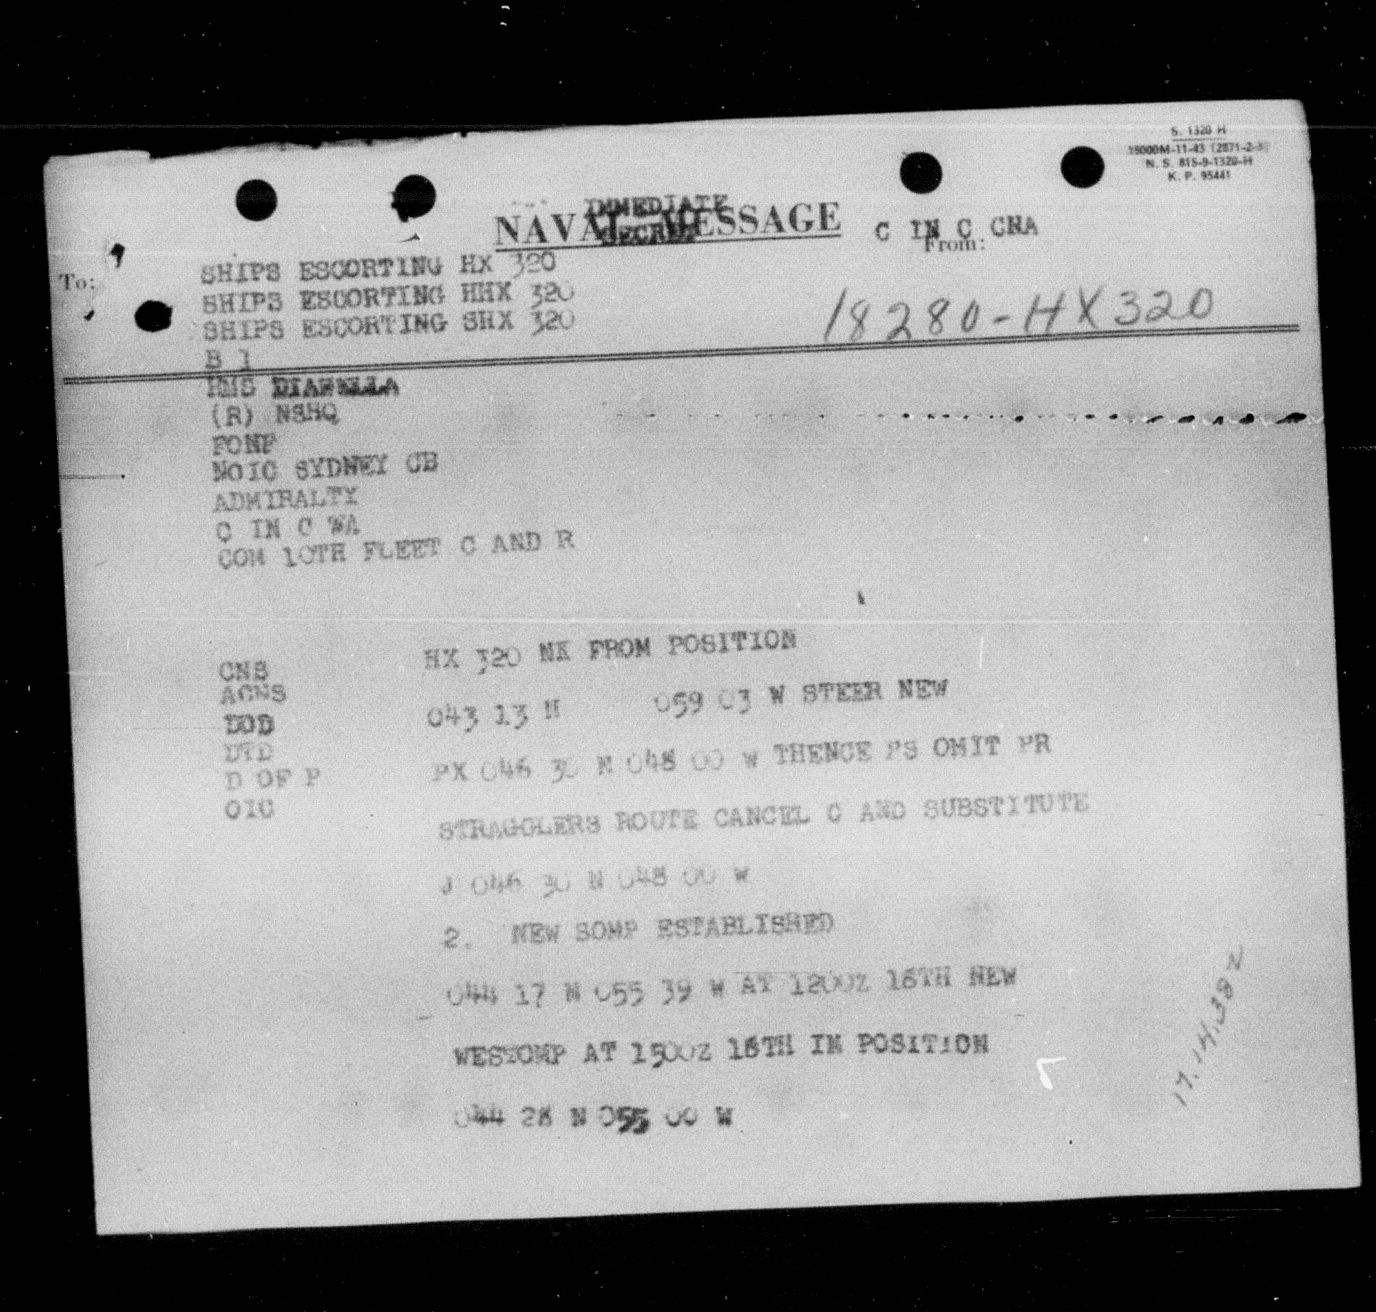 S. 1320 H
15000M-11-43 (2871-2-3)
N. S. 815-9-1320-H
K. P. 95441
IMMEDIATE
NAVAL MESSAGE
SECRET
C IN C CNA
From:
To:
SHIPS ESCORTING HX 320
SHIPS ESCORTING HHX 320
SHIPS ESCORTING SHX 320
18280-HX320
B 1
HMS DIANELLA
(R) NSHQ
FONF
NOIC SYDNEY CB
ADMIRALTY
C IN C WA
COM 10TH FLEET C AND R
CNS
ACNS
DOD
DTD
D OF P
OIC
HX 320 NK FROM POSITION
043 13 N 059 03 W STEER NEW
PX 046 30 N 048 00 W THENCE PS OMIT PR
STRAGGLERS ROUTE CANCEL C AND SUBSTITUTE
J 046 30 N 048 00 W
2. NEW SOMP ESTABLISHED
044 17 N 055 39 W AT 1200Z 18TH NEW
WESTOMP AT 1500Z 18TH IN POSITION
044 28 N 055 00 W
17.1438Z